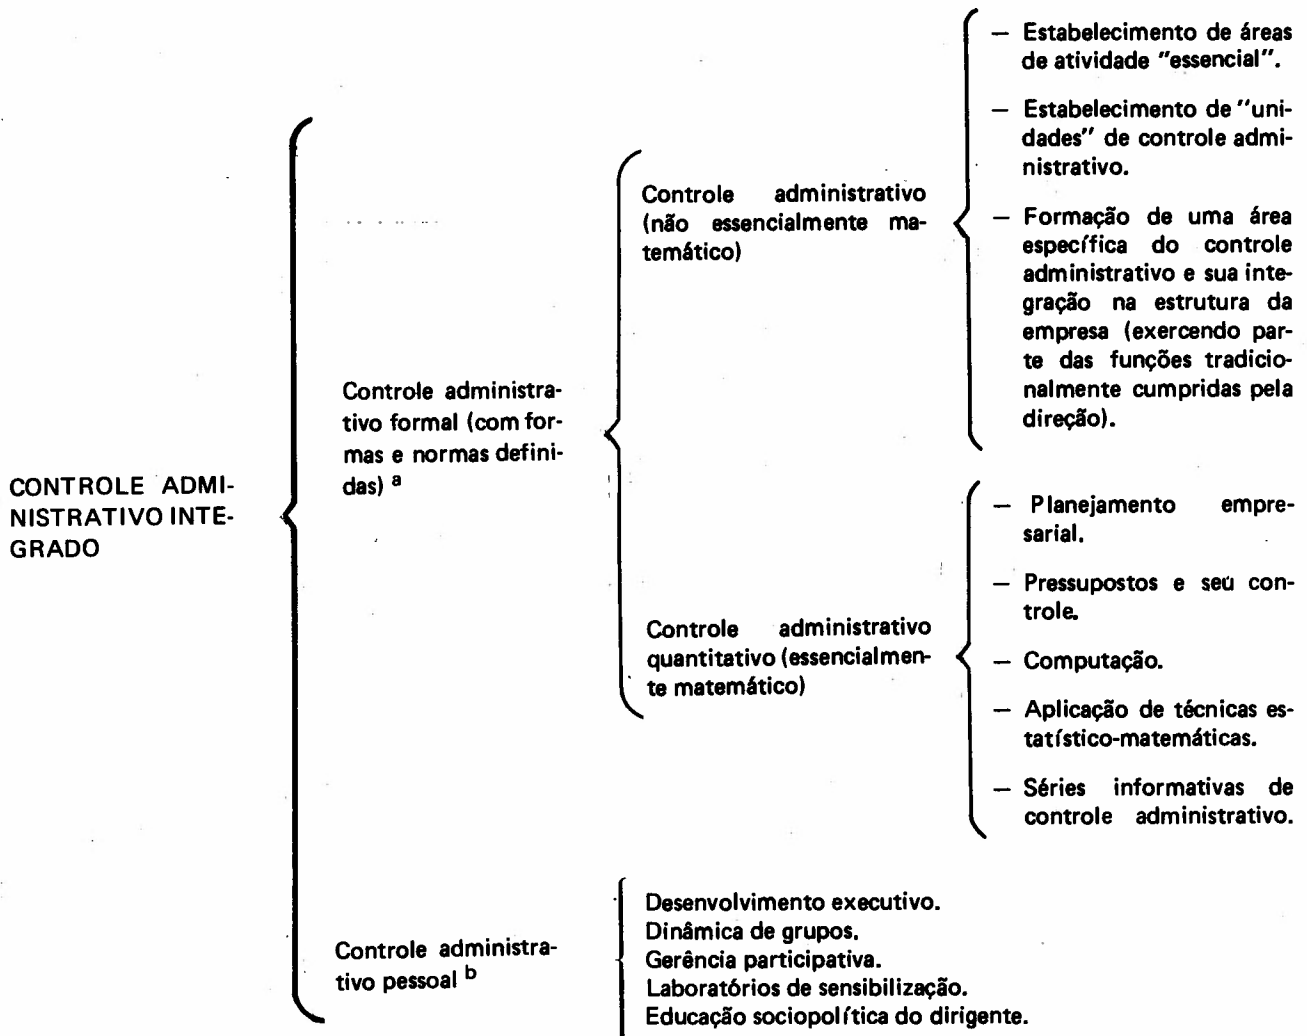 CONTROLE ADMI-
NISTRATIVO INTE-
GRADO
Controle administra-
tivo formal (com for-
mas e normas defini-
das) a
Controle administrativo
(não essencialmente ma-
temático)
— Estabelecimento de áreas
de atividade "essencial".
— Estabelecimento de "uni-
dades" de controle admi-
nistrativo.
— Formação de uma área
específica do controle
administrativo e sua inte-
gração na estrutura da
empresa (exercendo par-
te das funções tradicio-
nalmente cumpridas pela
direção).
Controle administrativo
quantitativo (essencialmen-
te matemático)
— Planejamento empre-
sarial.
— Pressupostos e seu con-
trole.
— Computação.
— Aplicação de técnicas es-
tatístico-matemáticas.
— Séries informativas de
controle administrativo.
Controle administra-
tivo pessoal b
Desenvolvimento executivo.
Dinâmica de grupos.
Gerência participativa.
Laboratórios de sensibilização.
Educação sociopolítica do dirigente.